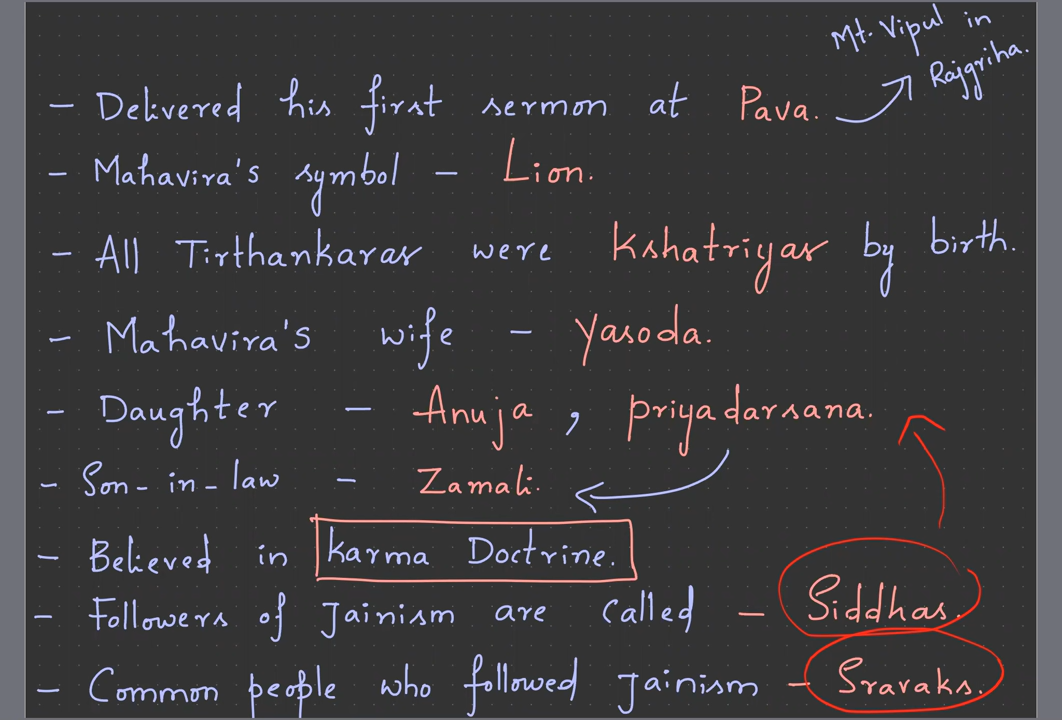 Mt. Vipul in
Rajgriha.
- Delivered his first sermon at Pava.
- Mahavira's symbol - Lion.
- All Tirthankaras were Kshatriyas by birth.
- Mahavira's wife - Yasoda.
- Daughter - Anuja, priyadarsana.
- Son-in-law - Zamali.
- Believed in Karma Doctrine.
- Followers of Jainism are called - Siddhas.
- Common people who followed Jainism - Sravaks.